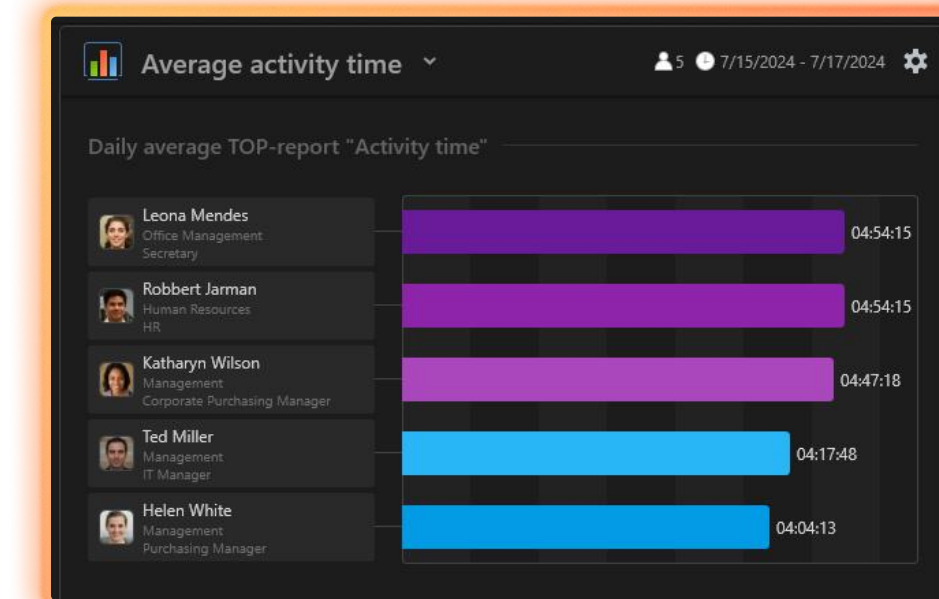 Average activity time
5 7/15/2024 - 7/17/2024
Daily average TOP-report "Activity time"
Leona Mendes
Office Management
Secretary
04:54:15
Robbert Jarman
Human Resources
HR
04:54:15
Katharyn Wilson
Management
Corporate Purchasing Manager
04:47:18
Ted Miller
Management
IT Manager
04:17:48
Helen White
Management
Purchasing Manager
04:04:13